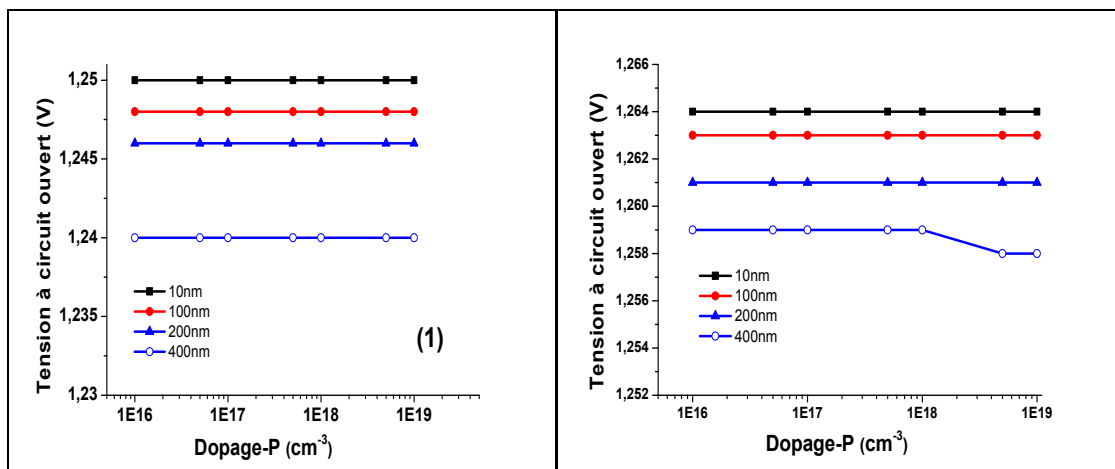 Tension à circuit ouvert (V)
1,25
1,245
1,24
1,235
1,23
10nm
100nm
200nm
400nm
(1)
1E16 1E17 1E18 1E19
Dopage-P (cm-3)
Tension à circuit ouvert (V)
1,266
1,264
1,262
1,260
1,258
1,256
1,254
1,252
10nm
100nm
200nm
400nm
1E16 1E17 1E18 1E19
Dopage-P (cm-3)